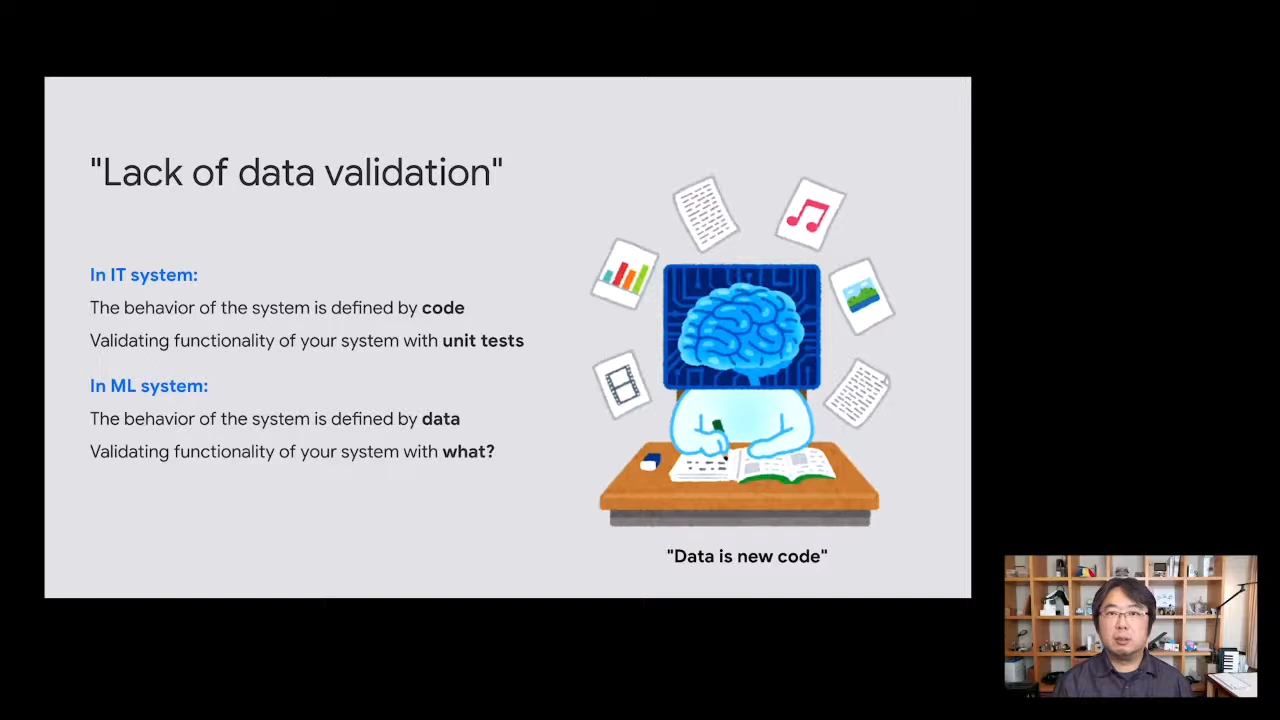 "Lack of data validation"
In IT system:
The behavior of the system is defined by code
Validating functionality of your system with unit tests
In ML system:
The behavior of the system is defined by data
Validating functionality of your system with what?
"Data is new code"